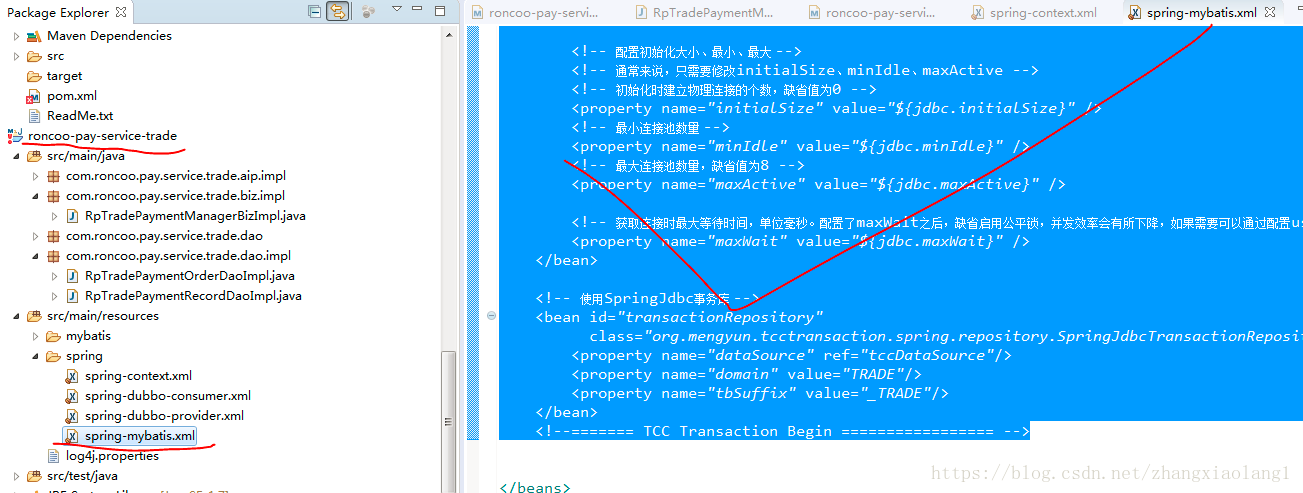 Package Explorer
Maven Dependencies
src
target
pom.xml
ReadMe.txt
roncoo-pay-service-trade
src/main/java
com.roncoo.pay.service.trade.aip.impl
com.roncoo.pay.service.trade.biz.impl
RpTradePaymentManagerBizImpl.java
com.roncoo.pay.service.trade.dao
com.roncoo.pay.service.trade.dao.impl
RpTradePaymentOrderDaoImpl.java
RpTradePaymentRecordDaoImpl.java
src/main/resources
mybatis
spring
spring-context.xml
spring-dubbo-consumer.xml
spring-dubbo-provider.xml
spring-mybatis.xml
log4j.properties
src/test/java
roncoo-pay-servi...
RpTradePaymentM...
roncoo-pay-servi...
spring-context.xml
spring-mybatis.xml
<!-- 配置初始化大小、最小、最大 -->
<!-- 通常来说，只需要修改initialSize、minIdle、maxActive -->
<!-- 初始化时建立物理连接的个数，缺省值为0 -->
<property name="initialSize" value="${jdbc.initialSize}" />
<!-- 最小连接池数量 -->
<property name="minIdle" value="${jdbc.minIdle}" />
<!-- 最大连接池数量，缺省值为8 -->
<property name="maxActive" value="${jdbc.maxActive}" />
<!-- 获取连接时最大等待时间，单位毫秒。配置了maxWait之后，缺省启用公平锁，并发效率会有所下降，如果需要可以通过配置us
<property name="maxWait" value="${jdbc.maxWait}" />
</bean>
<!-- 使用SpringJdbc事务库 -->
<bean id="transactionRepository"
class="org.mengyun.tcctransaction.spring.repository.SpringJdbcTransactionReposit
<property name="dataSource" ref="tccDataSource"/>
<property name="domain" value="TRADE"/>
<property name="tbSuffix" value="_TRADE"/>
</bean>
<!--======== TCC Transaction Begin ================= -->
</beans>
https://blog.csdn.net/zhangxiaolang1